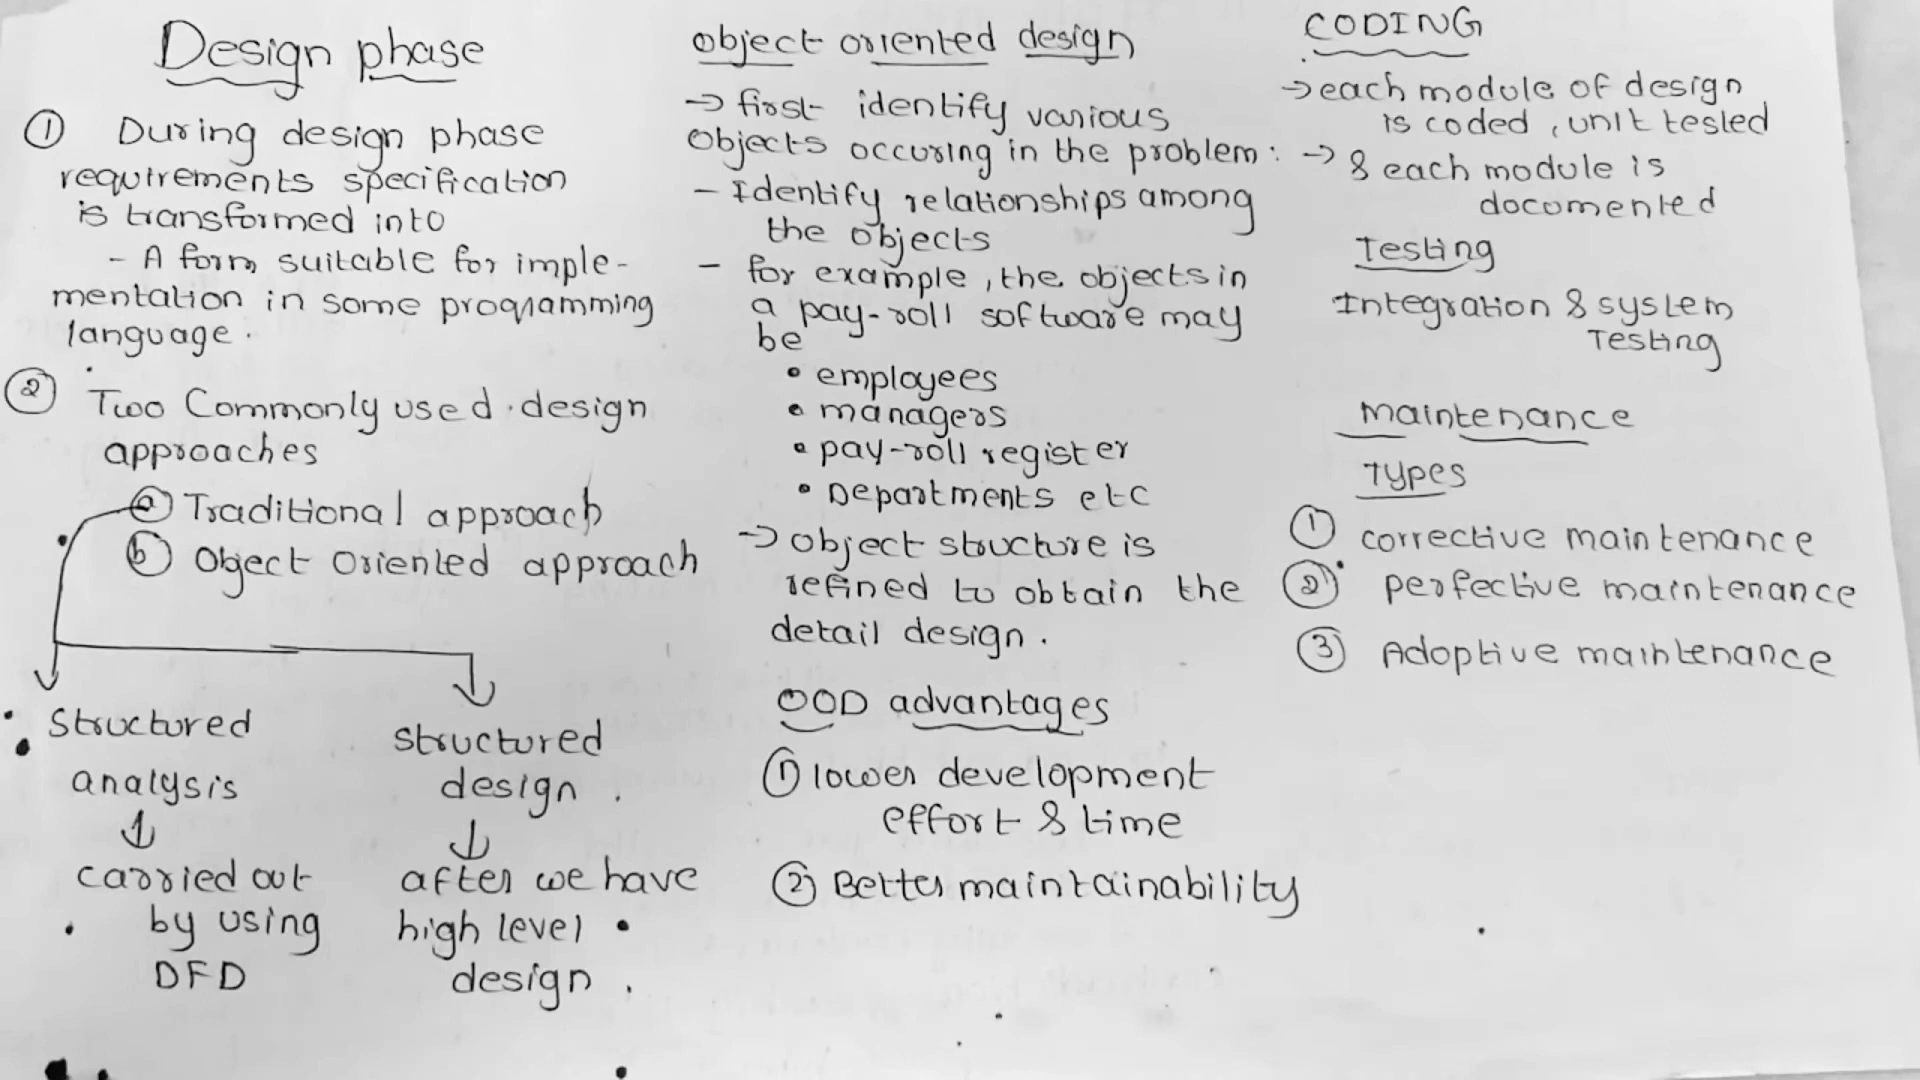 Design phase
① During design phase
requirements specification
is transformed into
- A form suitable for imple-
mentation in some programming
language.
② Two Commonly used design
approaches
ⓐ Traditional approach
ⓑ Object oriented approach
Structured
analysis
↓
carried out
by using
DFD
structured
design.
↓
after we have
high level
design.
object oriented design
→ first identify various
objects occuring in the problem:
- Identify relationships among
the objects
- for example, the objects in
a pay-roll software may
be
• employees
• managers
• pay-roll register
• Departments etc
→ object structure is
refined to obtain the
detail design.
OOD advantages
① lower development
effort & time
② Better maintainability
CODING
→ each module of design
is coded, unit tested
→ & each module is
documented
Testing
Integration & system
Testing
maintenance
Types
① corrective maintenance
② perfective maintenance
③ Adoptive maintenance